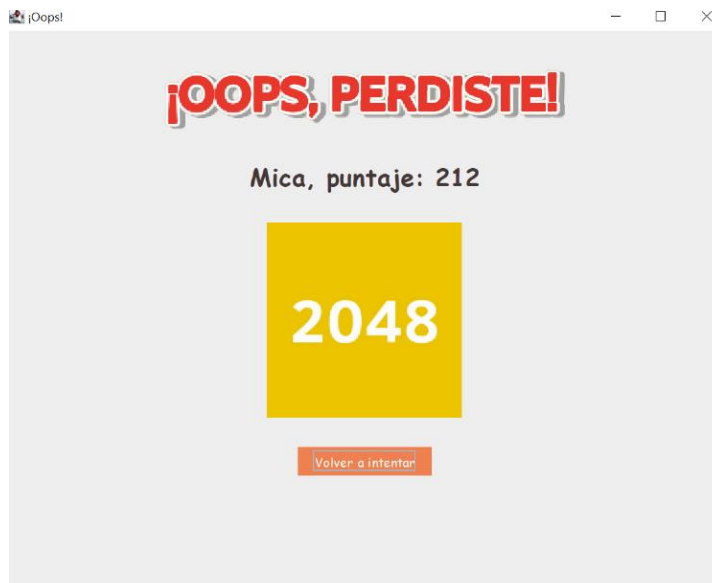 ¡Oops!
¡OOPS, PERDISTE!
Mica, puntaje: 212
2048
Volver a intentar